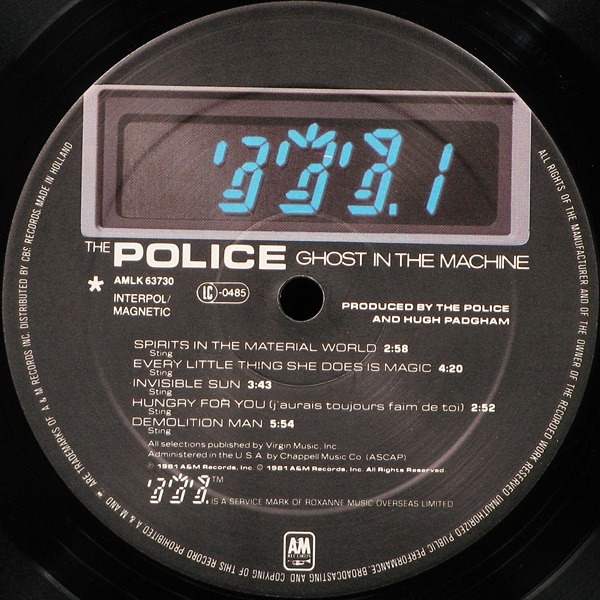 .1
THE POLICE GHOST IN THE MACHINE
* AMLK 63730
INTERPOL/
MAGNETIC
LC -0485
PRODUCED BY THE POLICE
AND HUGH PADGHAM
SPIRITS IN THE MATERIAL WORLD 2:58
Sting
EVERY LITTLE THING SHE DOES IS MAGIC 4:20
Sting
INVISIBLE SUN 3:43
Sting
HUNGRY FOR YOU (j'aurais toujours faim de toi) 2:52
Sting
DEMOLITION MAN 5:54
Sting
All selections published by Virgin Music, Inc
Administered in the U.S.A. by Chappell Music Co. (ASCAP)
℗ 1981 A&M Records, Inc. © 1981 A&M Records, Inc. All Rights Reserved
TM IS A SERVICE MARK OF ROXANNE MUSIC OVERSEAS LIMITED
A&M
RECORDS
ALL RIGHTS OF THE MANUFACTURER AND OF THE OWNER OF THE RECORDED WORK RESERVED UNAUTHORIZED PUBLIC PERFORMANCE, BROADCASTING AND COPYING OF THIS RECORD PROHIBITED. A & M AND * ARE TRADEMARKS OF A & M RECORDS INC. DISTRIBUTED BY CBS RECORDS MADE IN HOLLAND